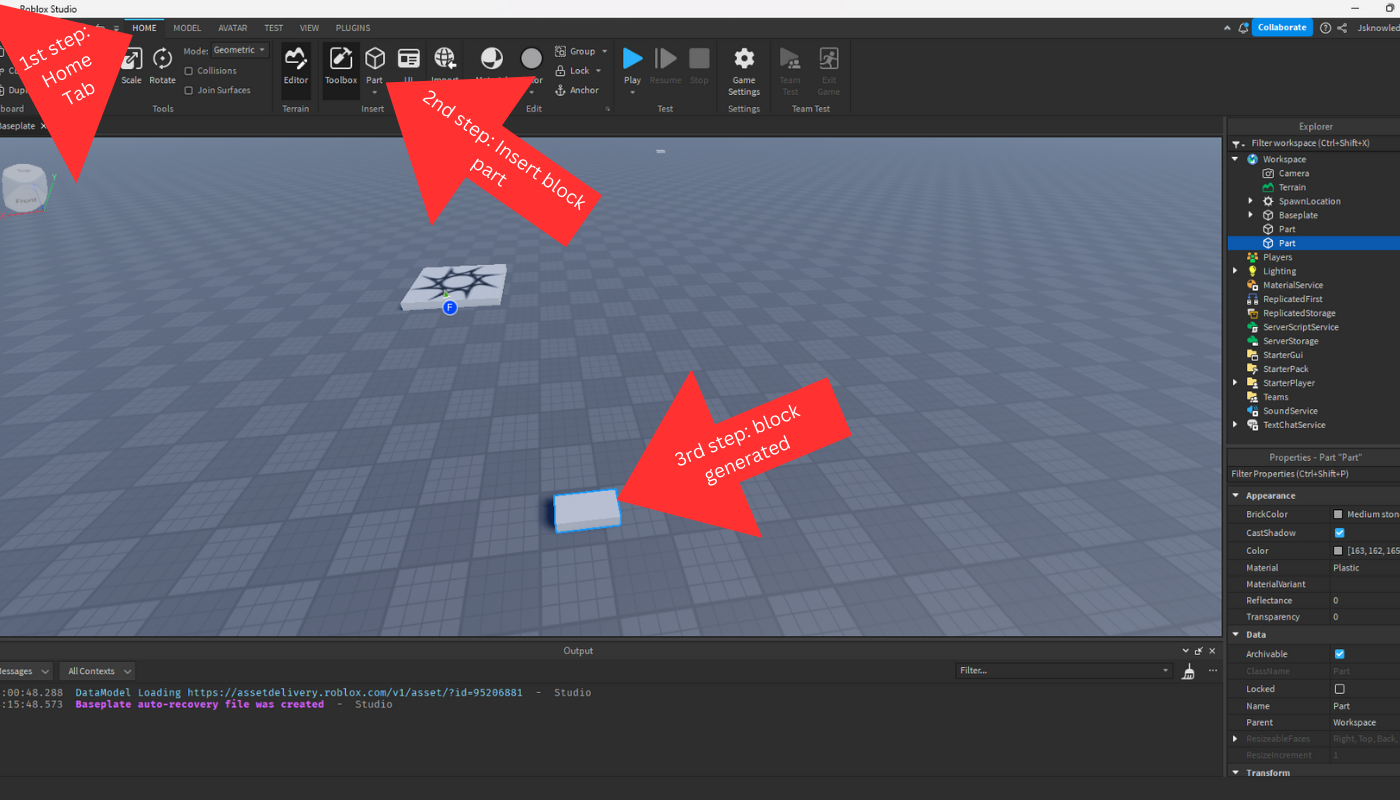 Roblox Studio
HOME MODEL AVATAR TEST VIEW PLUGINS
Collaborate
Jsknowled
1st step:
Home
Tab
Scale Rotate
Mode: Geometric
Collisions
Join Surfaces
Tools
Editor
Terrain
Toolbox Part
Insert
Group
Lock
Anchor
Edit
Play Resume Stop
Test
Game
Settings
Settings
Team
Test
Exit
Game
Team Test
2nd step: Insert block
part
Baseplate
F
3rd step: block
generated
Explorer
Filter workspace (Ctrl+Shift+X)
Workspace
Camera
Terrain
SpawnLocation
Baseplate
Part
Part
Players
Lighting
MaterialService
ReplicatedFirst
ReplicatedStorage
ServerScriptService
ServerStorage
StarterGui
StarterPack
StarterPlayer
Teams
SoundService
TextChatService
Properties - Part "Part"
Filter Properties (Ctrl+Shift+P)
Appearance
BrickColor Medium ston
CastShadow
Color [163, 162, 165
Material Plastic
MaterialVariant
Reflectance 0
Transparency 0
Data
Archivable
ClassName Part
Locked
Name Part
Parent Workspace
ResizeableFaces Right, Top, Back,
ResizeIncrement 1
Transform
Output
essages All Contexts Filter...
:00:48.288 DataModel Loading https://assetdelivery.roblox.com/v1/asset/?id=95206881 - Studio
:15:48.573 Baseplate auto-recovery file was created - Studio